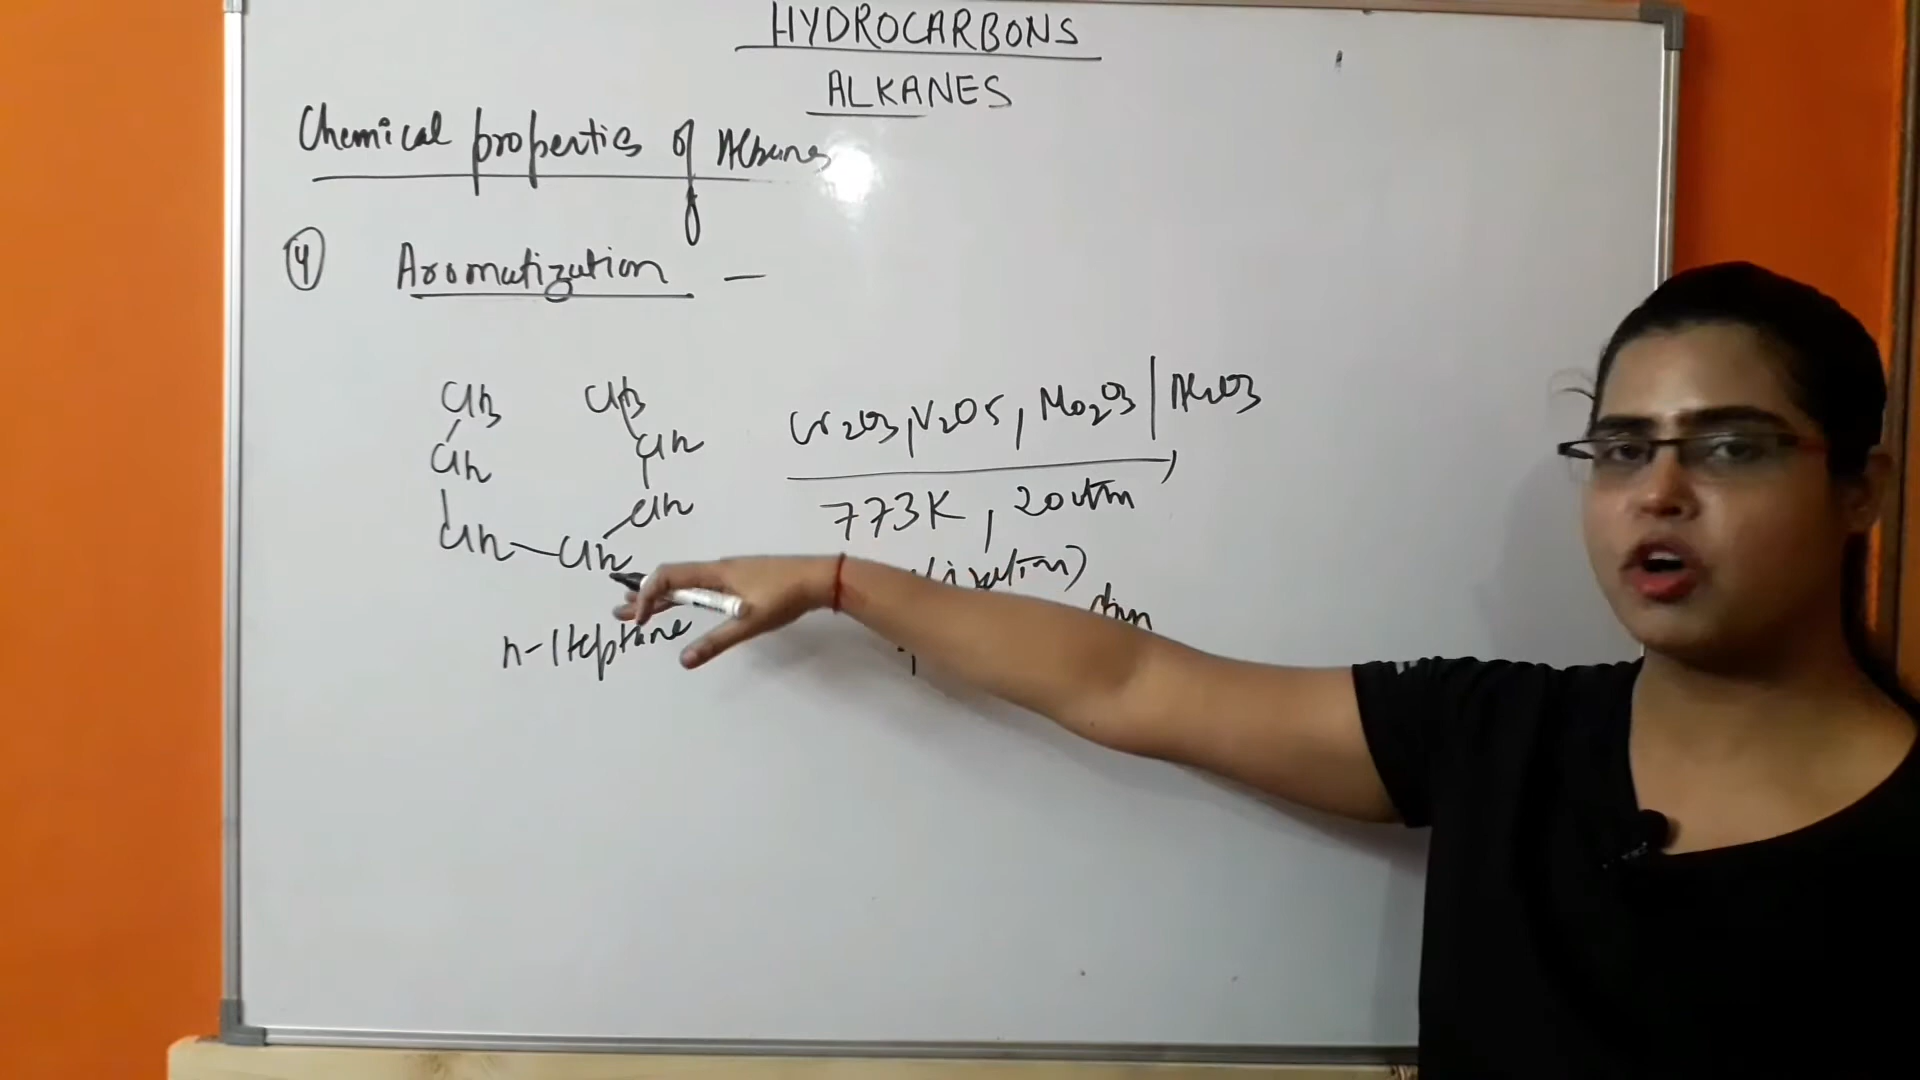 HYDROCARBONS
ALKANES
Chemical properties of Alkanes
④ Aromatization —
CH3 CH3
CH2 CH2
CH2 — CH2 CH2
n-Heptane
Cr2O3, V2O5, Mo2O3 | Al2O3
773K, 20atm